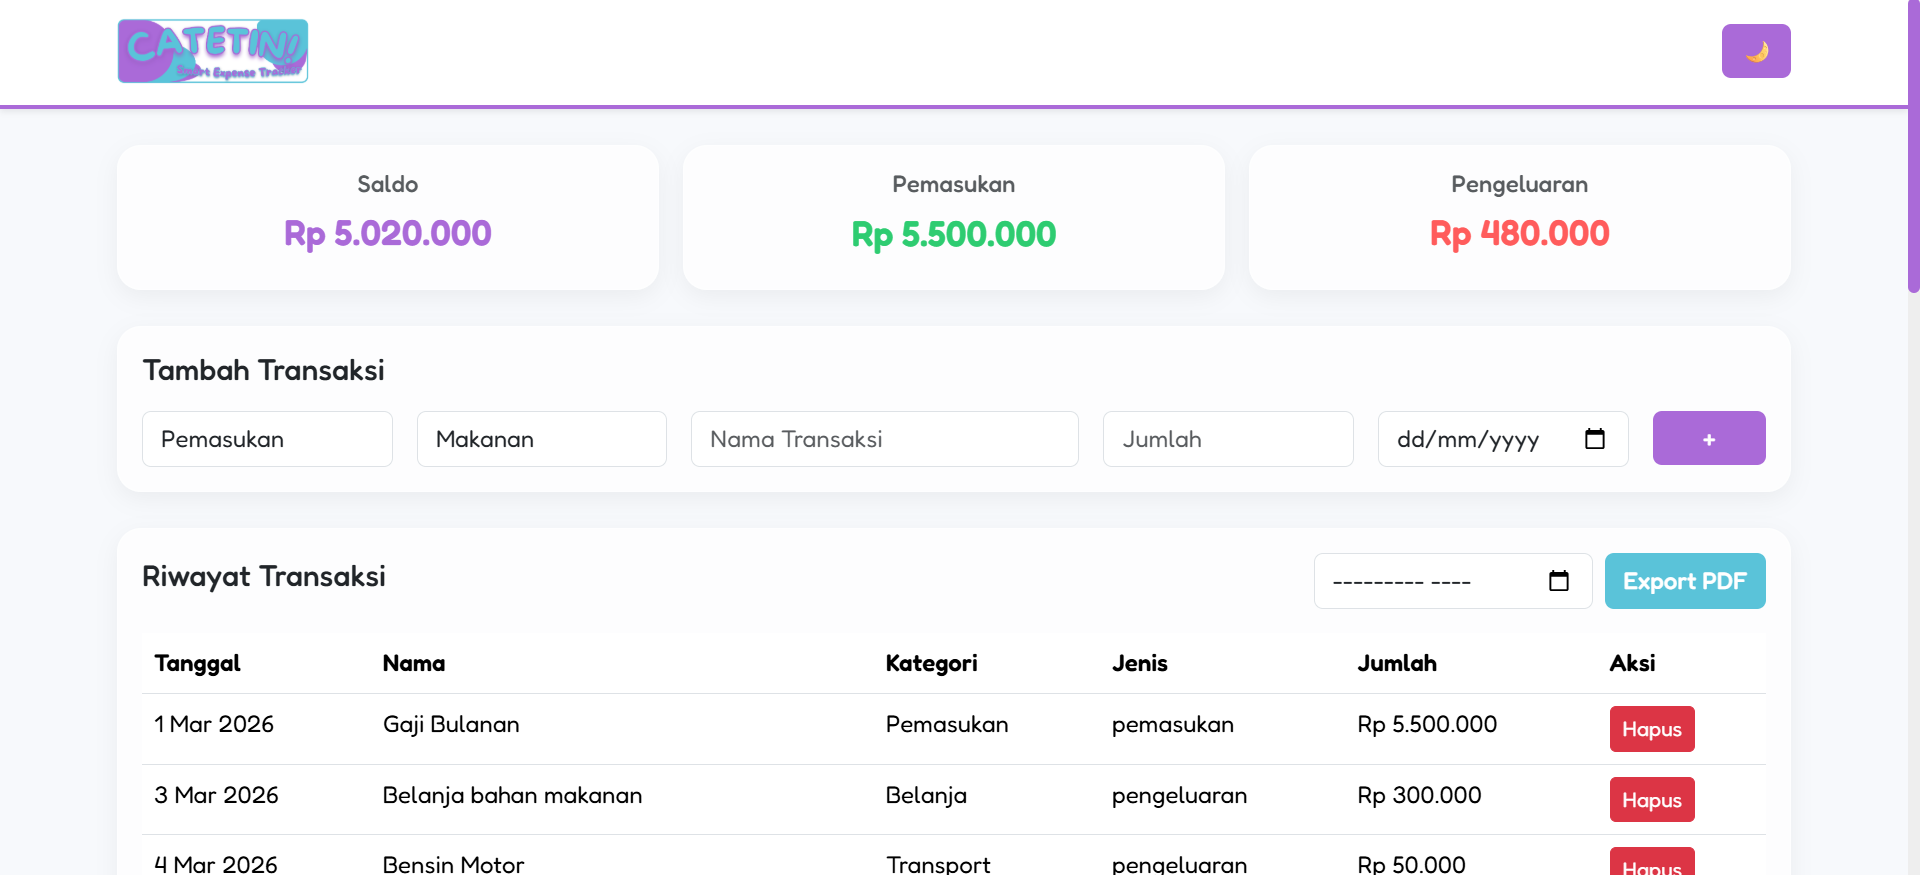 CATETIN!
Smart Expense Tracker
Saldo
Rp 5.020.000
Pemasukan
Rp 5.500.000
Pengeluaran
Rp 480.000
Tambah Transaksi
Pemasukan Makanan Nama Transaksi Jumlah dd/mm/yyyy +
Riwayat Transaksi
--------- ---- Export PDF
Tanggal Nama Kategori Jenis Jumlah Aksi
1 Mar 2026 Gaji Bulanan Pemasukan pemasukan Rp 5.500.000 Hapus
3 Mar 2026 Belanja bahan makanan Belanja pengeluaran Rp 300.000 Hapus
4 Mar 2026 Bensin Motor Transport pengeluaran Rp 50.000 Hapus